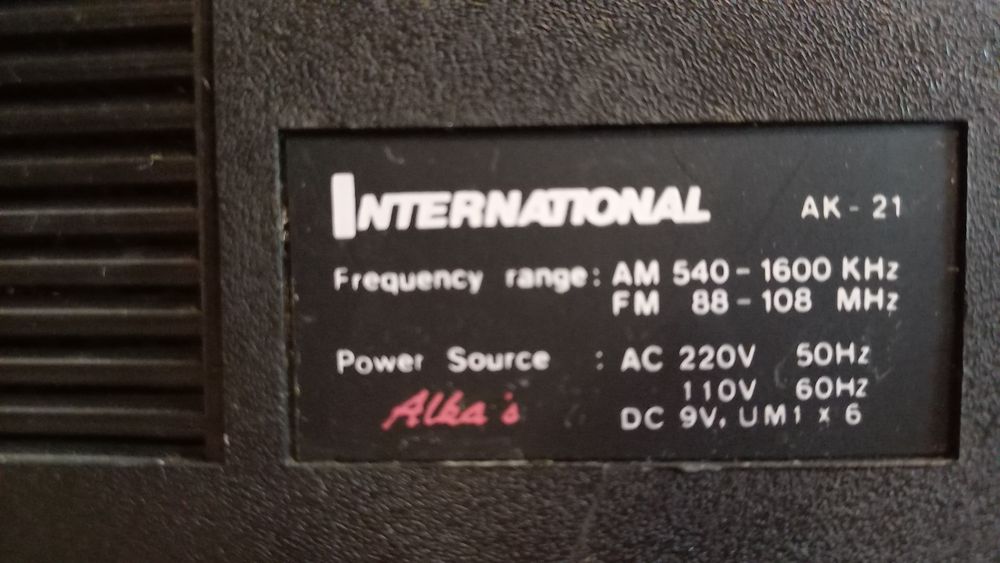 INTERNATIONAL AK - 21
Frequency range: AM 540 - 1600 KHz
FM 88 - 108 MHz
Power Source : AC 220V 50Hz
110V 60Hz
Alka's
DC 9V, UM1 x 6